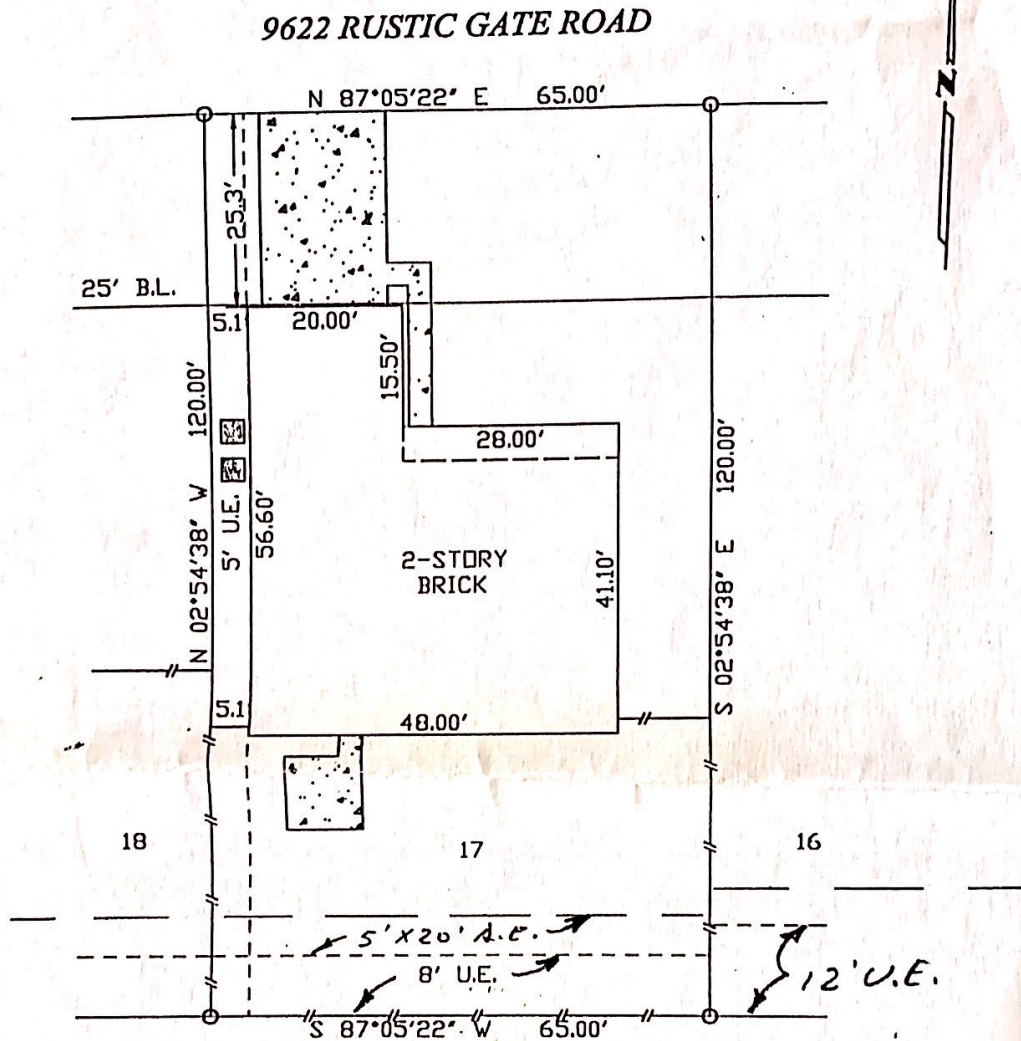 9622 RUSTIC GATE ROAD
N
N 87°05'22" E 65.00'
25.3'
25' B.L.
5.1
20.00'
15.50'
N 02°54'38" W 120.00'
28.00'
S 02°54'38" E 120.00'
5' U.E.
56.60'
2-STORY
BRICK
41.10'
5.1
48.00'
18
17
16
5' X 20' A.E.
8' U.E.
12' U.E.
S 87°05'22" W 65.00'